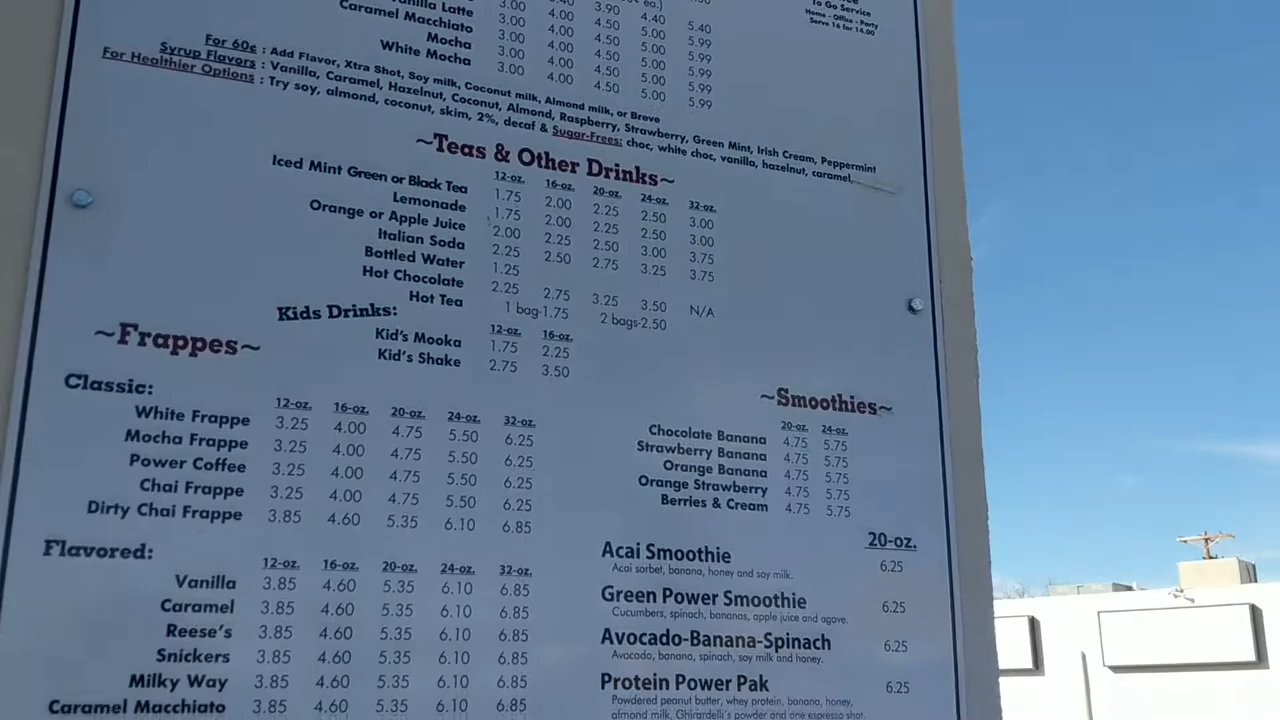 To Go Service
Home - Office - Party
Serve 16 for 14.00
Vanilla Latte 3.00 4.00 3.90 4.40
Caramel Macchiato 3.00 4.00 4.50 5.00 5.40
Mocha 3.00 4.00 4.50 5.00 5.99
White Mocha 3.00 4.00 4.50 5.00 5.99
4.50 5.00 5.99
5.99
For 60¢ : Add Flavor, Xtra Shot, Soy milk, Coconut milk, Almond milk, or Breve
Syrup Flavors : Vanilla, Caramel, Hazelnut, Coconut, Almond, Raspberry, Strawberry, Green Mint, Irish Cream, Peppermint
For Healthier Options : Try soy, almond, coconut, skim, 2%, decaf & Sugar-Frees: choc, white choc, vanilla, hazelnut, caramel,
~Teas & Other Drinks~
12-oz. 16-oz. 20-oz. 24-oz. 32-oz.
Iced Mint Green or Black Tea 1.75 2.00 2.25 2.50 3.00
Lemonade 1.75 2.00 2.25 2.50 3.00
Orange or Apple Juice 2.00 2.25 2.50 3.00 3.75
Italian Soda 2.25 2.50 2.75 3.25 3.75
Bottled Water 1.25
Hot Chocolate 2.25 2.75 3.25 3.50 N/A
Hot Tea 1 bag-1.75 2 bags-2.50
Kids Drinks: 12-oz. 16-oz.
Kid's Mooka 1.75 2.25
Kid's Shake 2.75 3.50
~Frappes~
Classic: 12-oz. 16-oz. 20-oz. 24-oz. 32-oz.
White Frappe 3.25 4.00 4.75 5.50 6.25
Mocha Frappe 3.25 4.00 4.75 5.50 6.25
Power Coffee 3.25 4.00 4.75 5.50 6.25
Chai Frappe 3.25 4.00 4.75 5.50 6.25
Dirty Chai Frappe 3.85 4.60 5.35 6.10 6.85
Flavored: 12-oz. 16-oz. 20-oz. 24-oz. 32-oz.
Vanilla 3.85 4.60 5.35 6.10 6.85
Caramel 3.85 4.60 5.35 6.10 6.85
Reese's 3.85 4.60 5.35 6.10 6.85
Snickers 3.85 4.60 5.35 6.10 6.85
Milky Way 3.85 4.60 5.35 6.10 6.85
Caramel Macchiato 3.85 4.60 5.35 6.10 6.85
~Smoothies~
20-oz. 24-oz.
Chocolate Banana 4.75 5.75
Strawberry Banana 4.75 5.75
Orange Banana 4.75 5.75
Orange Strawberry 4.75 5.75
Berries & Cream 4.75 5.75
20-oz.
Acai Smoothie 6.25
Acai sorbet, banana, honey and soy milk.
Green Power Smoothie 6.25
Cucumbers, spinach, bananas, apple juice and agave.
Avocado-Banana-Spinach 6.25
Avocado, banana, spinach, soy milk and honey.
Protein Power Pak 6.25
Powdered peanut butter, whey protein, banana, honey,
almond milk, Ghirardelli's powder and one espresso shot.